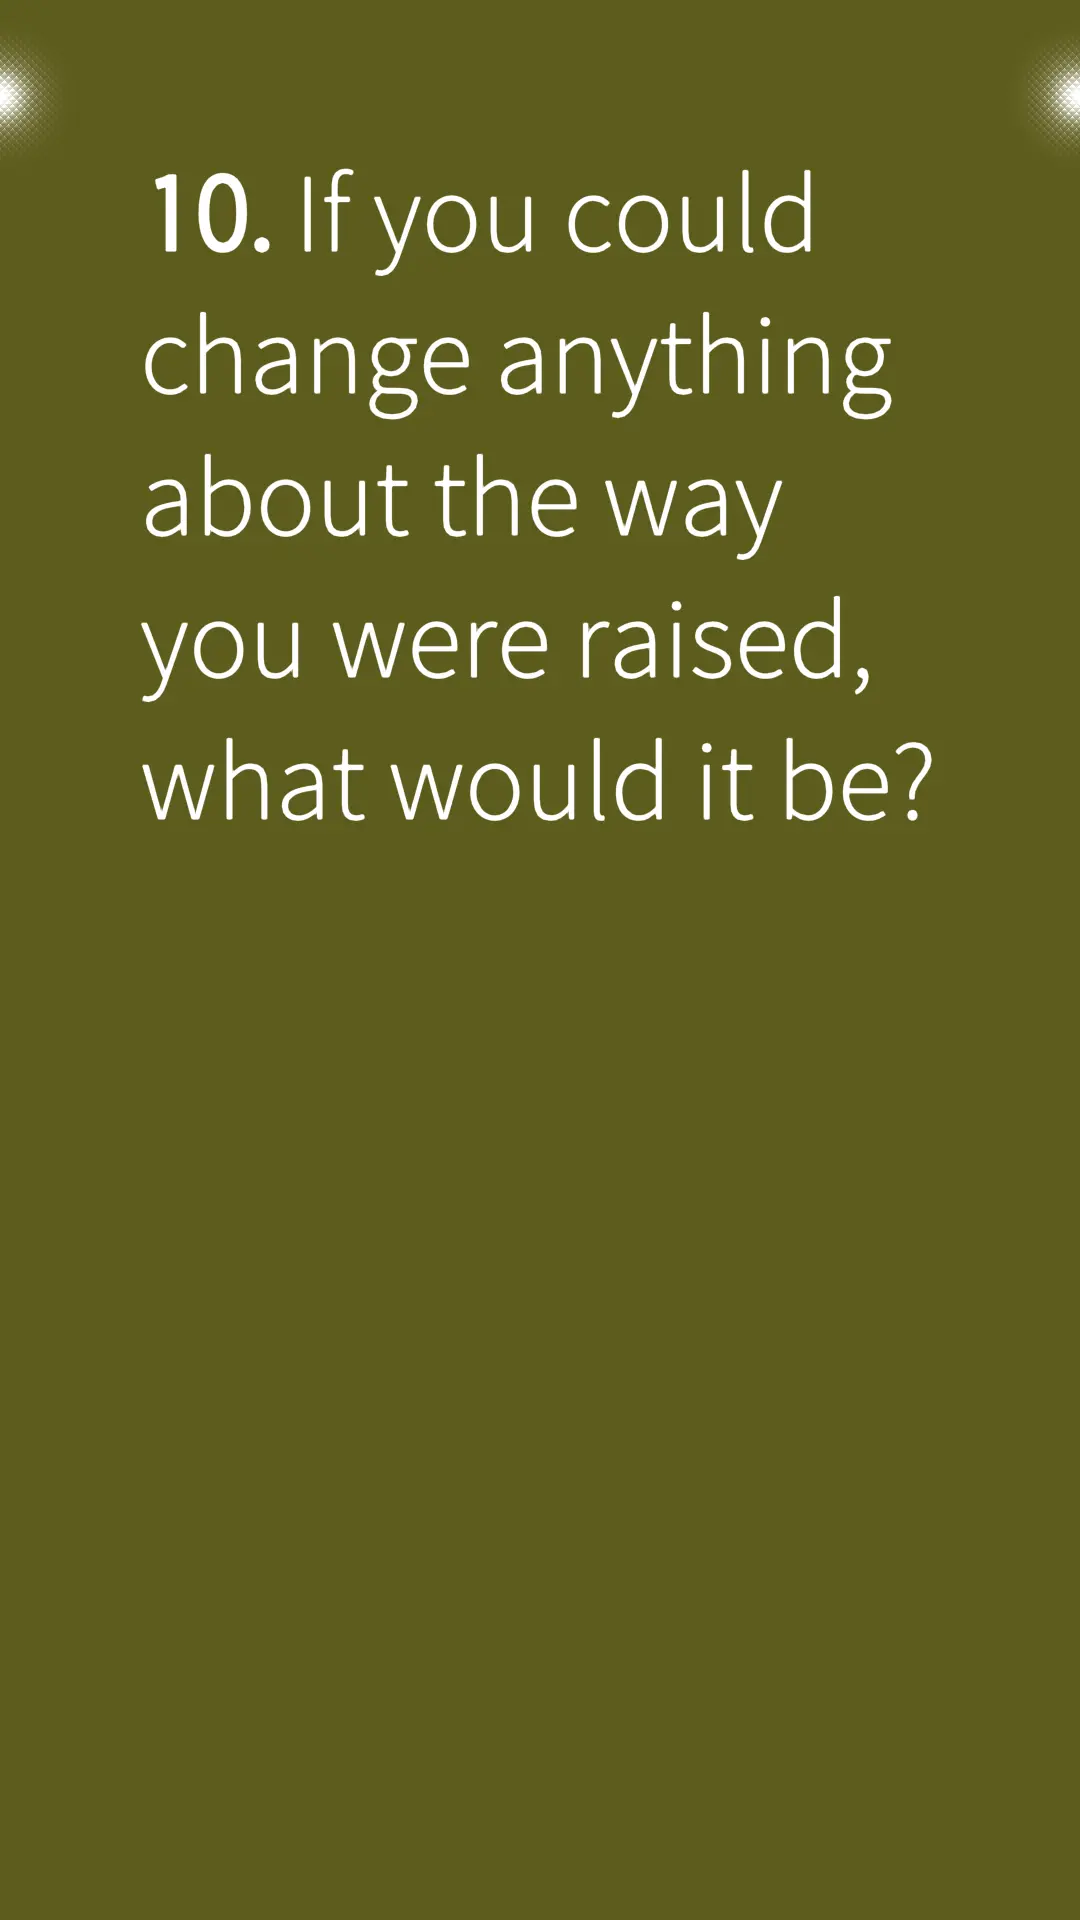 10. If you could
change anything
about the way
you were raised,
what would it be?